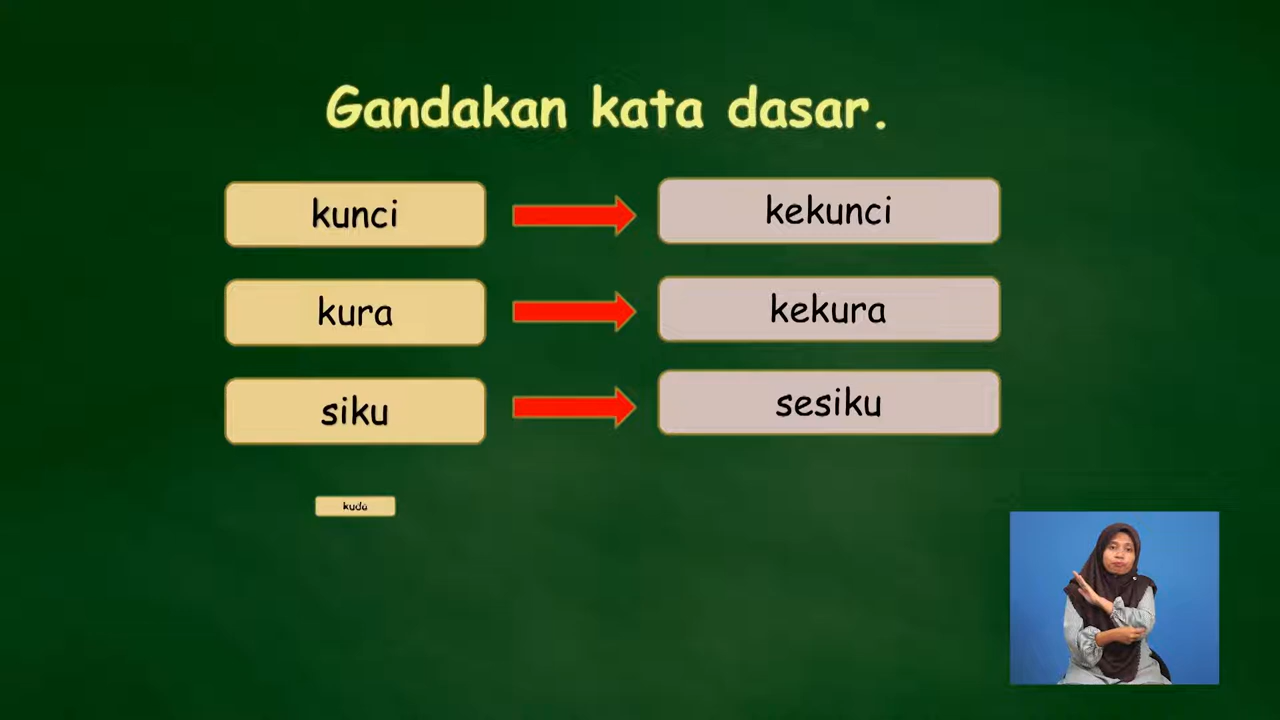 Gandakan kata dasar.
kunci
kekunci
kura
kekura
siku
sesiku
kuda